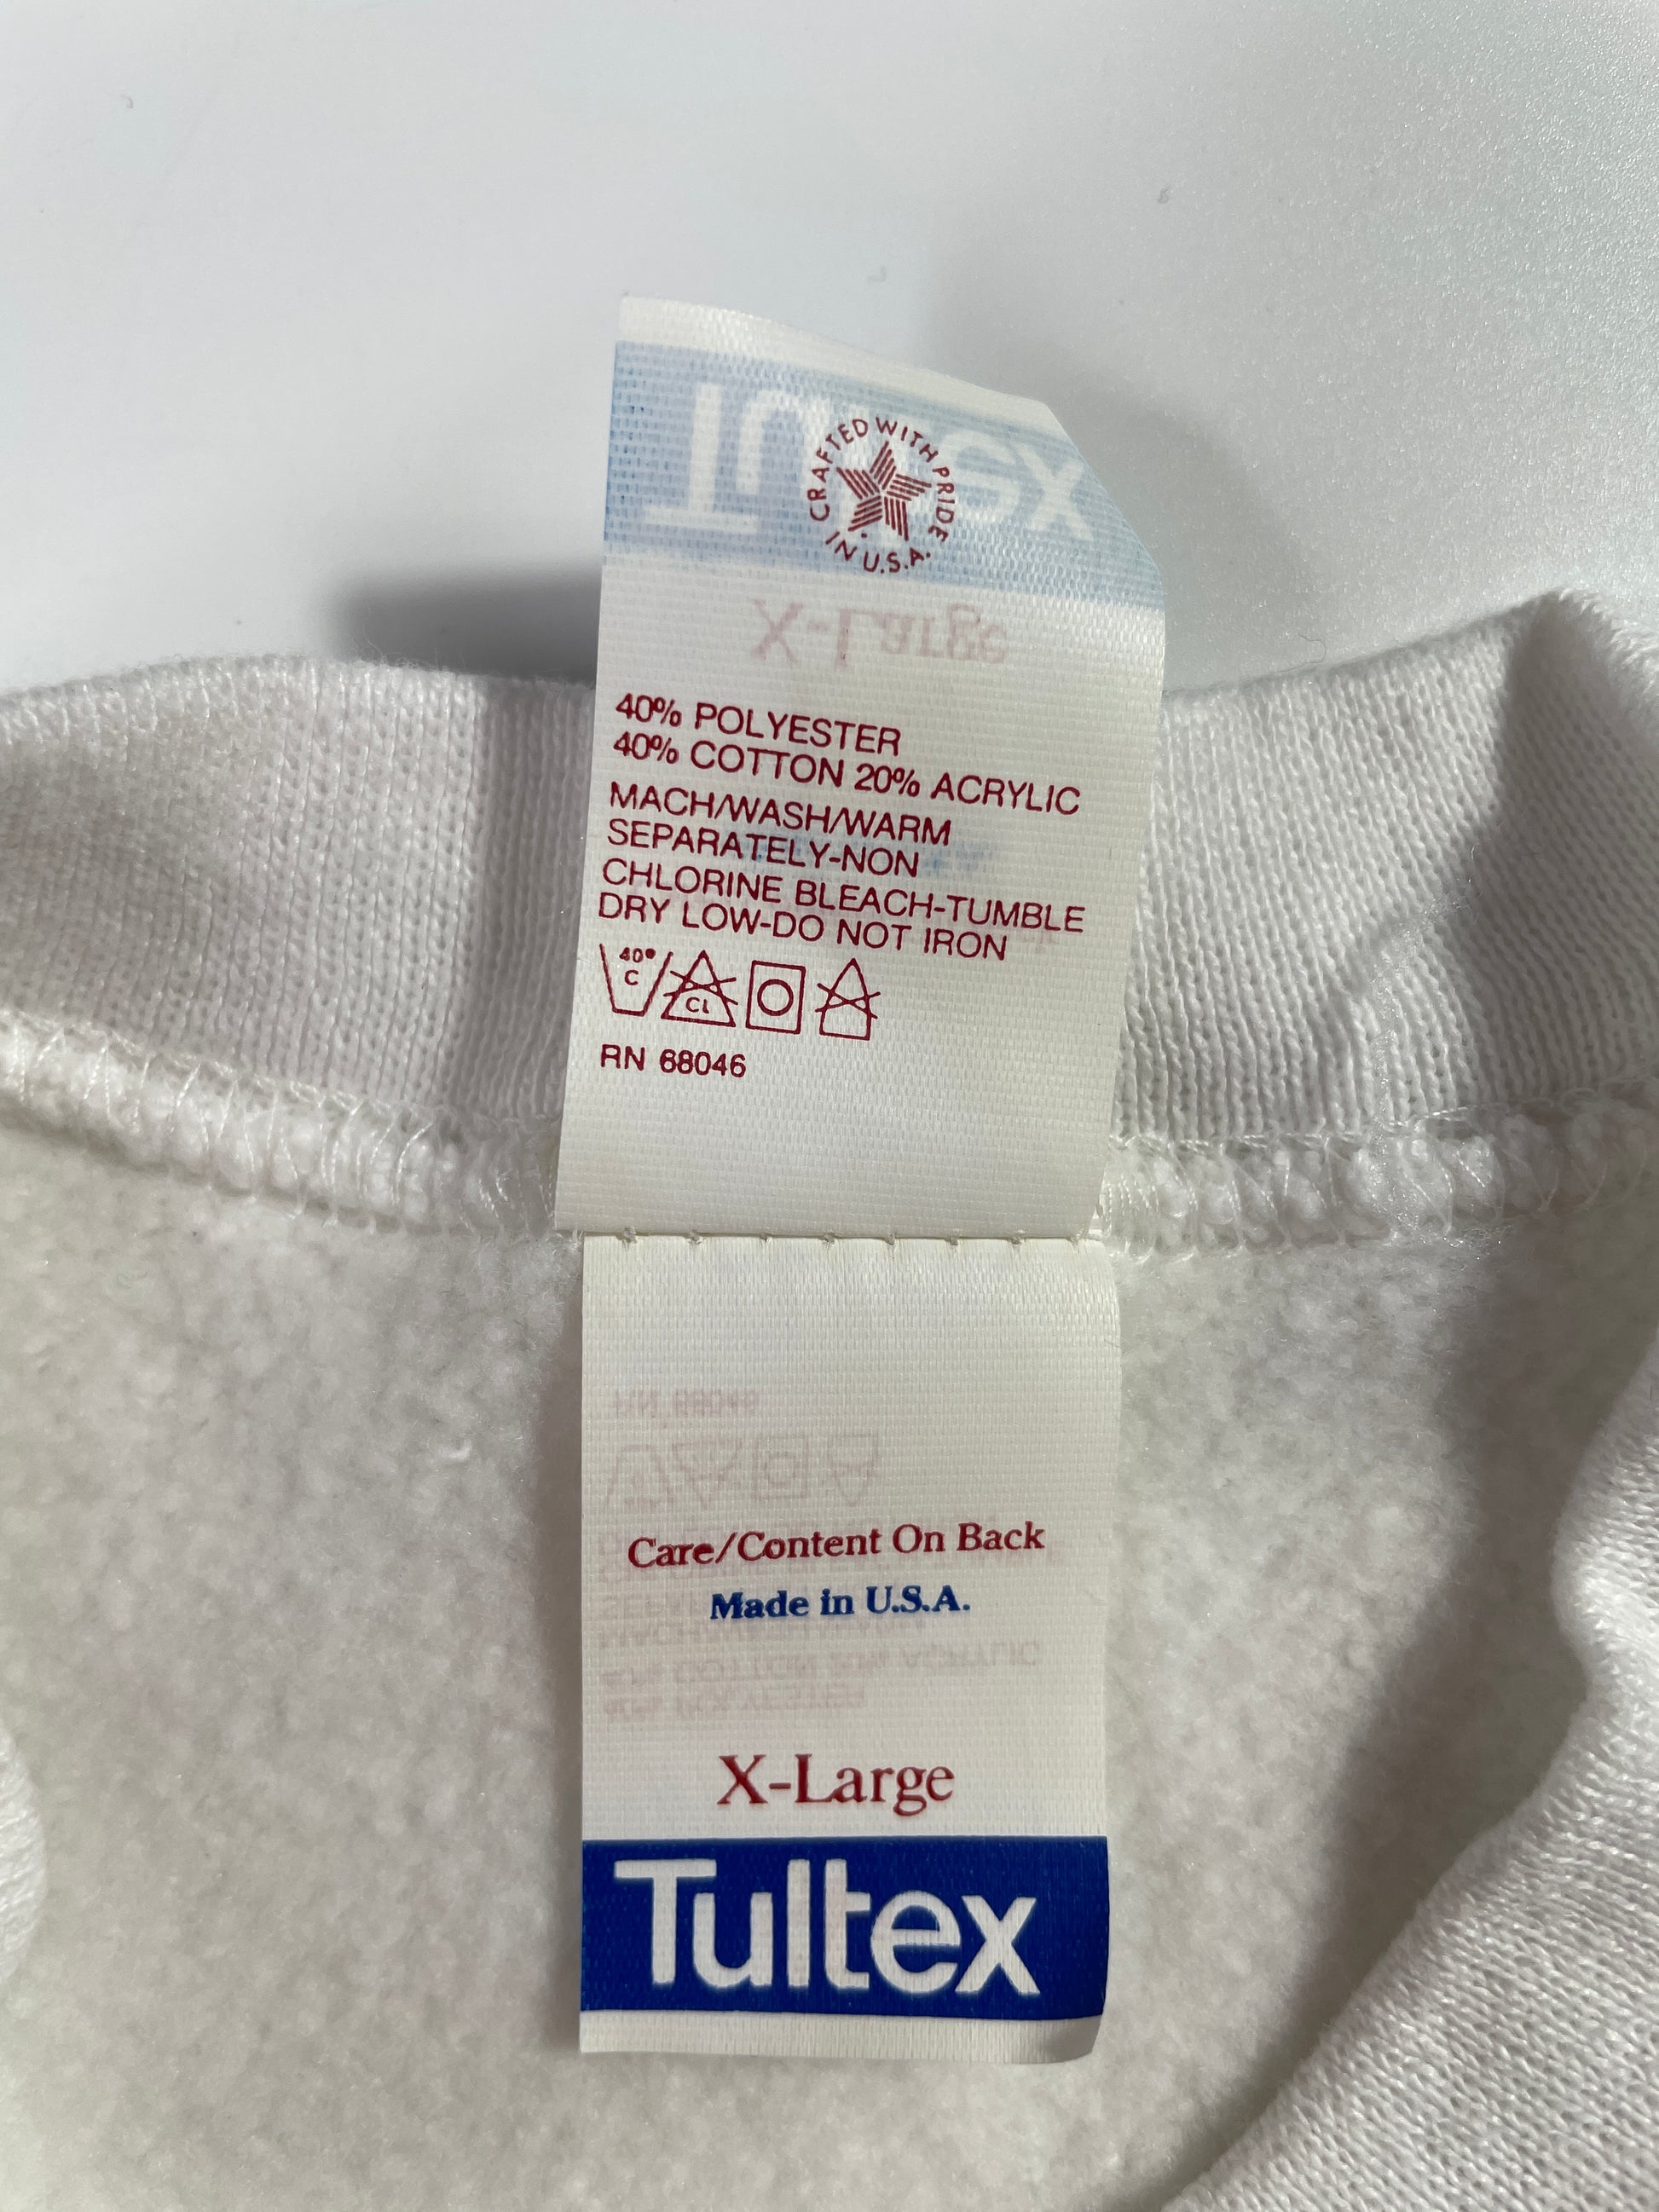 CRAFTED WITH PRIDE
IN U.S.A.
40% POLYESTER
40% COTTON 20% ACRYLIC
MACH/WASH/WARM
SEPARATELY-NON
CHLORINE BLEACH-TUMBLE
DRY LOW-DO NOT IRON
40°
C
CL
RN 68046
Care/Content On Back
Made in U.S.A.
X-Large
Tultex